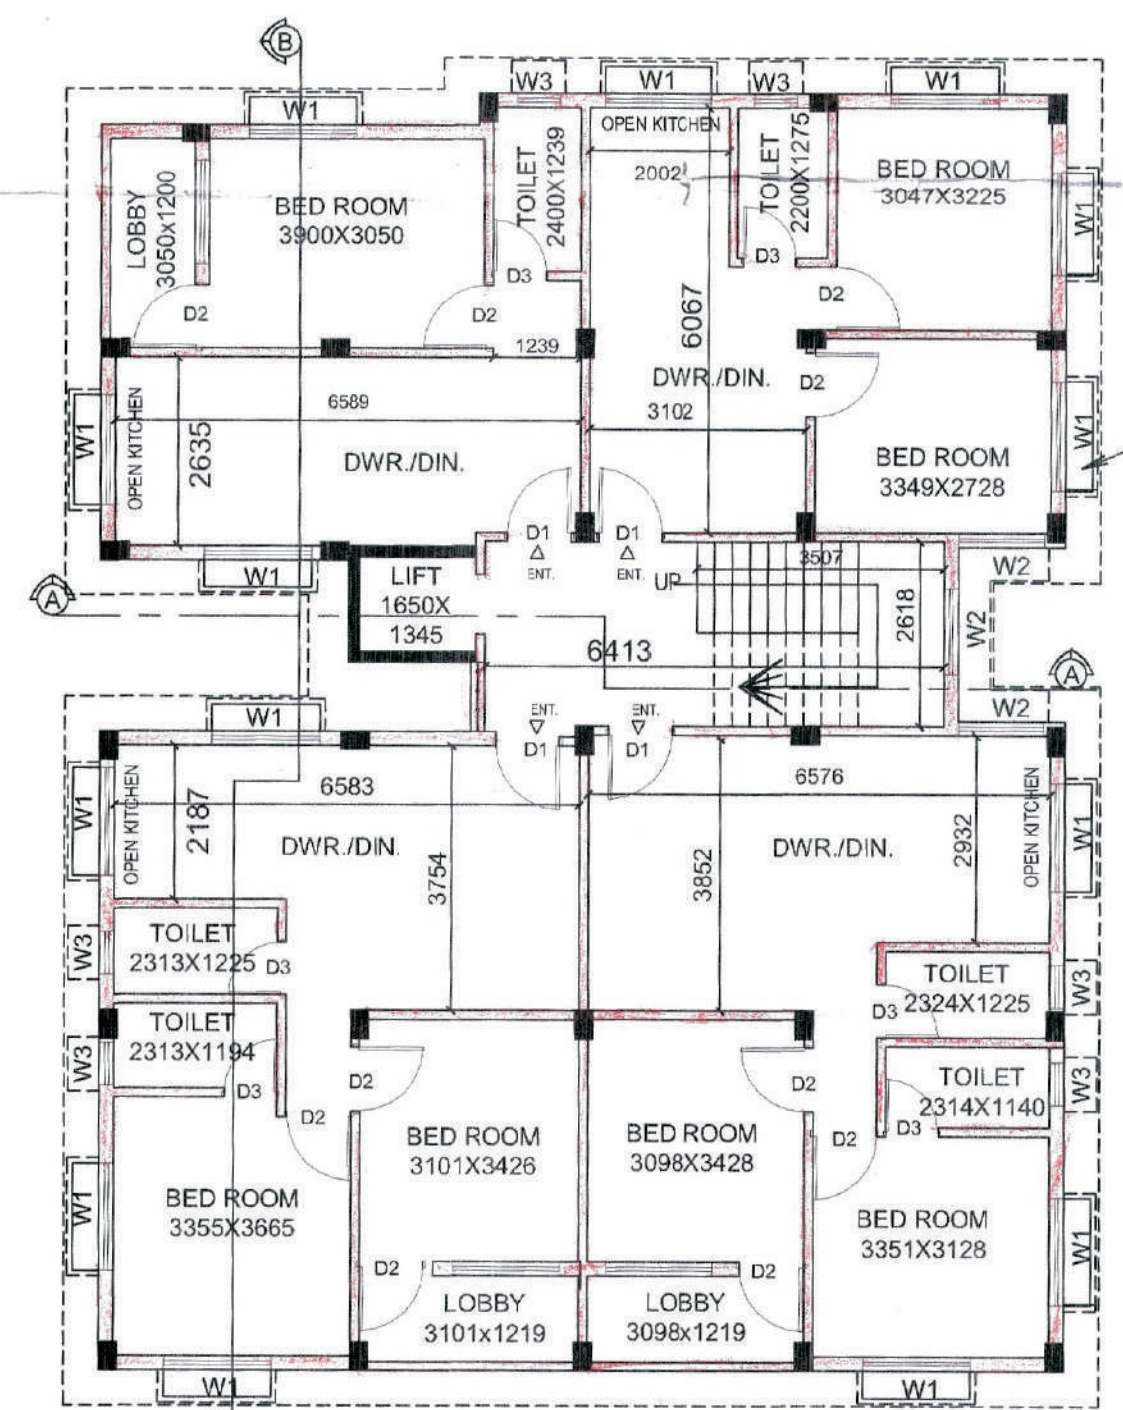 B
W3
W1
W3
W1
W1
OPEN KITCHEN
2002
LOBBY
3050x1200
BED ROOM
3900X3050
TOILET
2400X1239
TOILET
2200X1275
BED ROOM
3047X3225
W1
D3
D3
D2
D2
D2
1239
6067
DWR./DIN.
3102
D2
W1
OPEN KITCHEN
6589
2635
DWR./DIN.
W1
BED ROOM
3349X2728
W1
D1
ENT.
D1
ENT.
UP
3507
W2
A
LIFT
1650X
1345
6413
2618
W2
A
W1
ENT.
D1
ENT.
D1
W2
W1
OPEN KITCHEN
2187
6583
DWR./DIN.
3754
6576
3852
DWR./DIN.
2932
OPEN KITCHEN
W1
W3
TOILET
2313X1225
D3
TOILET
2324X1225
D3
W3
W3
TOILET
2313X1194
D3
D2
D2
D2
TOILET
2314X1140
D3
D2
W3
BED ROOM
3101X3426
BED ROOM
3098X3428
W1
BED ROOM
3355X3665
BED ROOM
3351X3128
W1
D2
D2
LOBBY
3101x1219
LOBBY
3098x1219
W1
W1